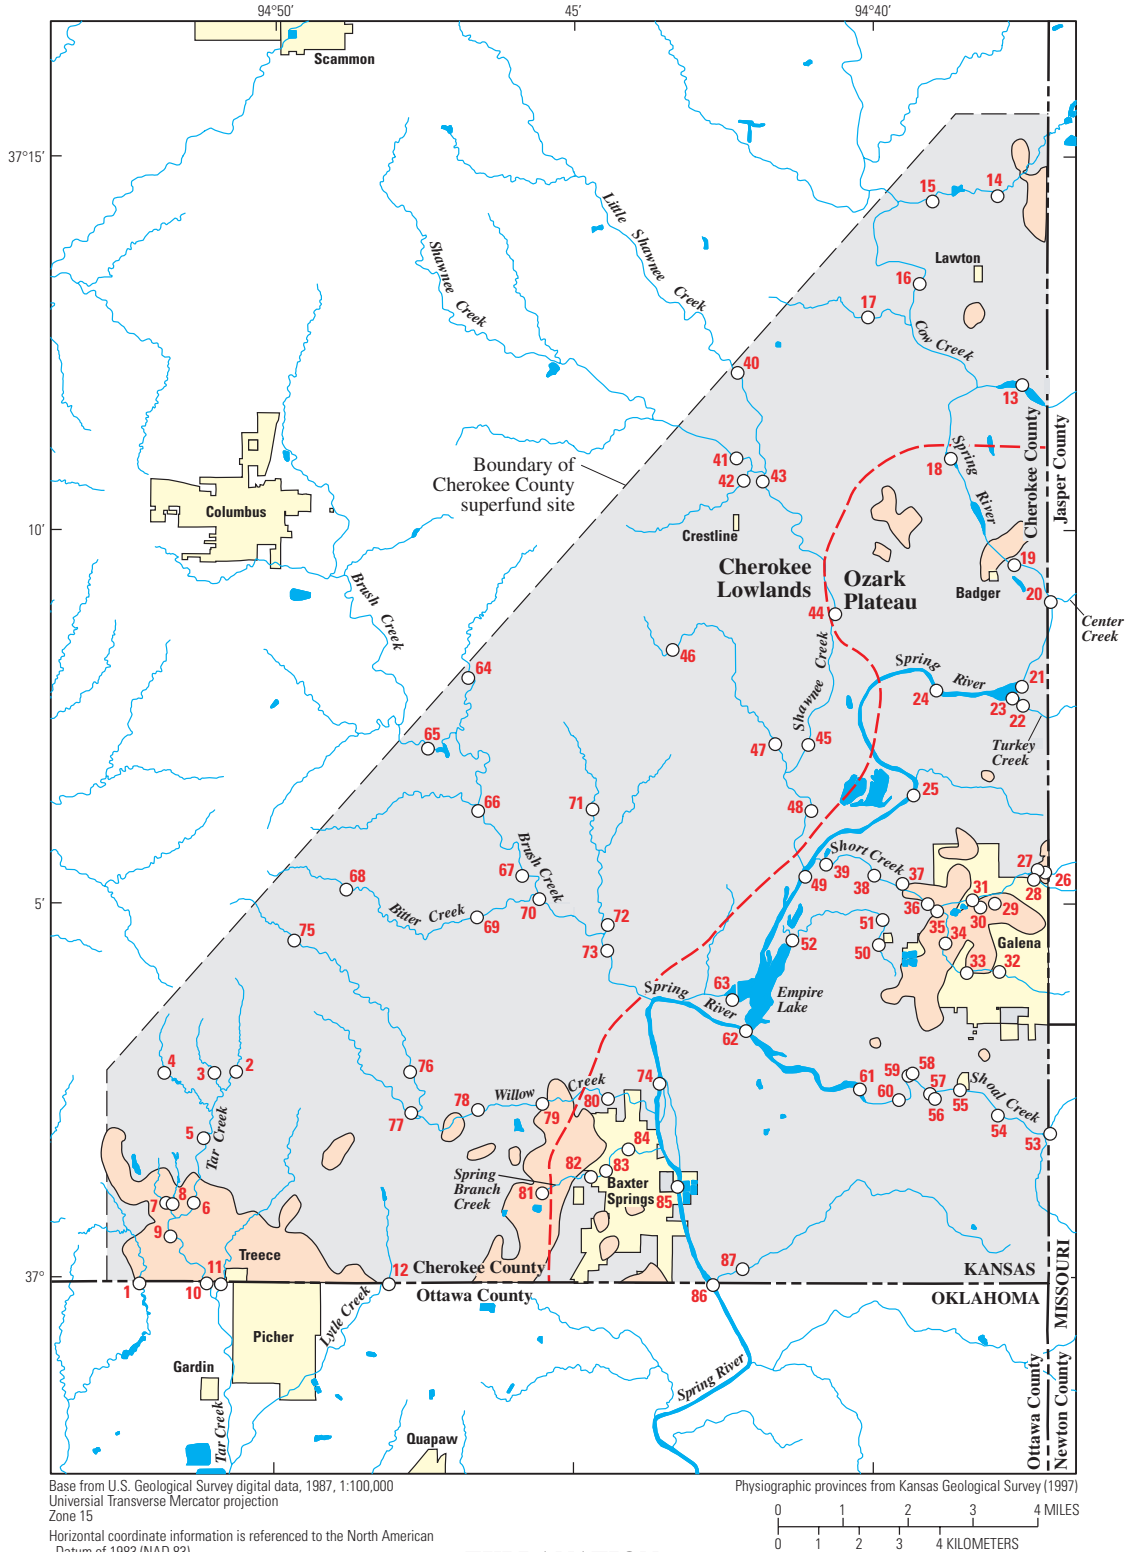 94°50'
45'
94°40'
Scammon
37°15'
Little Shawnee Creek
Shawnee Creek
15
14
Lawton
16
17
Cow Creek
40
13
Cherokee County
Jasper County
Boundary of
Cherokee County
superfund site
41
42
43
18
Spring River
Columbus
10'
Crestline
19
Cherokee
Lowlands
Ozark
Plateau
Badger
20
Center
Creek
Brush Creek
44
46
64
Shawnee Creek
Spring River
21
24
23
22
65
47
45
Turkey
Creek
25
66
71
48
Brush Creek
Short Creek
67
68
49
39
38
37
27
26
28
5'
Bitter Creek
70
69
36
31
30
29
35
75
72
51
34
Galena
73
52
50
33
32
Spring River
63
Empire
Lake
62
4
3
2
76
74
61
59
58
57
Shoal Creek
77
78
Willow Creek
79
80
60
56
55
54
53
5
Tar Creek
84
Spring
Branch
Creek
82
83
Baxter
Springs
81
85
7
8
6
9
Treece
87
37°
1
10
11
12
Cherokee County
Ottawa County
86
KANSAS
OKLAHOMA
MISSOURI
Lytle Creek
Picher
Gardin
Spring River
Ottawa County
Newton County
Tar Creek
Quapaw
Base from U.S. Geological Survey digital data, 1987, 1:100,000
Universial Transverse Mercator projection
Zone 15
Horizontal coordinate information is referenced to the North American
Datum of 1983 (NAD 83)
Physiographic provinces from Kansas Geological Survey (1997)
0 1 2 3 4 MILES
0 1 2 3 4 KILOMETERS